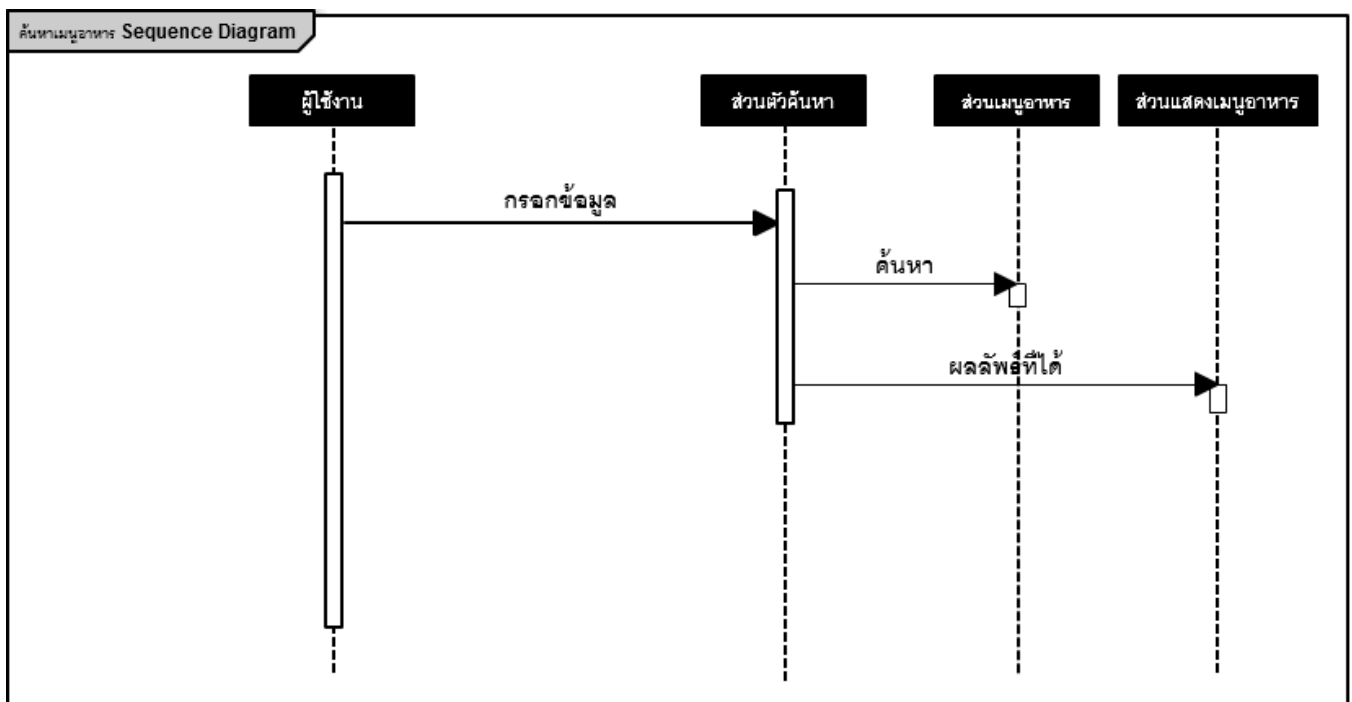 ค้นหาเมนูอาหาร Sequence Diagram
ผู้ใช้งาน
ส่วนตัวค้นหา
ส่วนเมนูอาหาร
ส่วนแสดงเมนูอาหาร
กรอกข้อมูล
ค้นหา
ผลลัพธ์ที่ได้